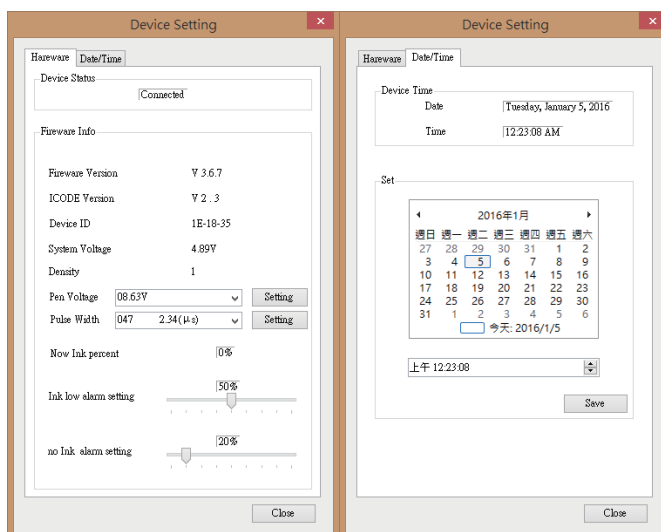 Device Setting
Hareware Date/Time
Device Status
Connected
Fireware Info
Fireware Version V 3.6.7
ICODE Version V 2 . 3
Device ID 1E-18-35
System Voltage 4.89V
Density 1
Pen Voltage 08.63V Setting
Pulse Width 047 2.34(μs) Setting
Now Ink percent 0%
50%
Ink low alarm setting
20%
no Ink alarm setting
Close
Device Setting
Hareware Date/Time
Device Time
Date Tuesday, January 5, 2016
Time 12:23:08 AM
Set
2016年1月
週日 週一 週二 週三 週四 週五 週六
27 28 29 30 31 1 2
3 4 5 6 7 8 9
10 11 12 13 14 15 16
17 18 19 20 21 22 23
24 25 26 27 28 29 30
31 1 2 3 4 5 6
今天: 2016/1/5
上午 12:23:08
Save
Close